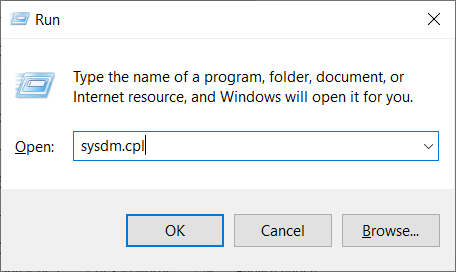 Run
Type the name of a program, folder, document, or
Internet resource, and Windows will open it for you.
Open: sysdm.cpl
OK Cancel Browse...